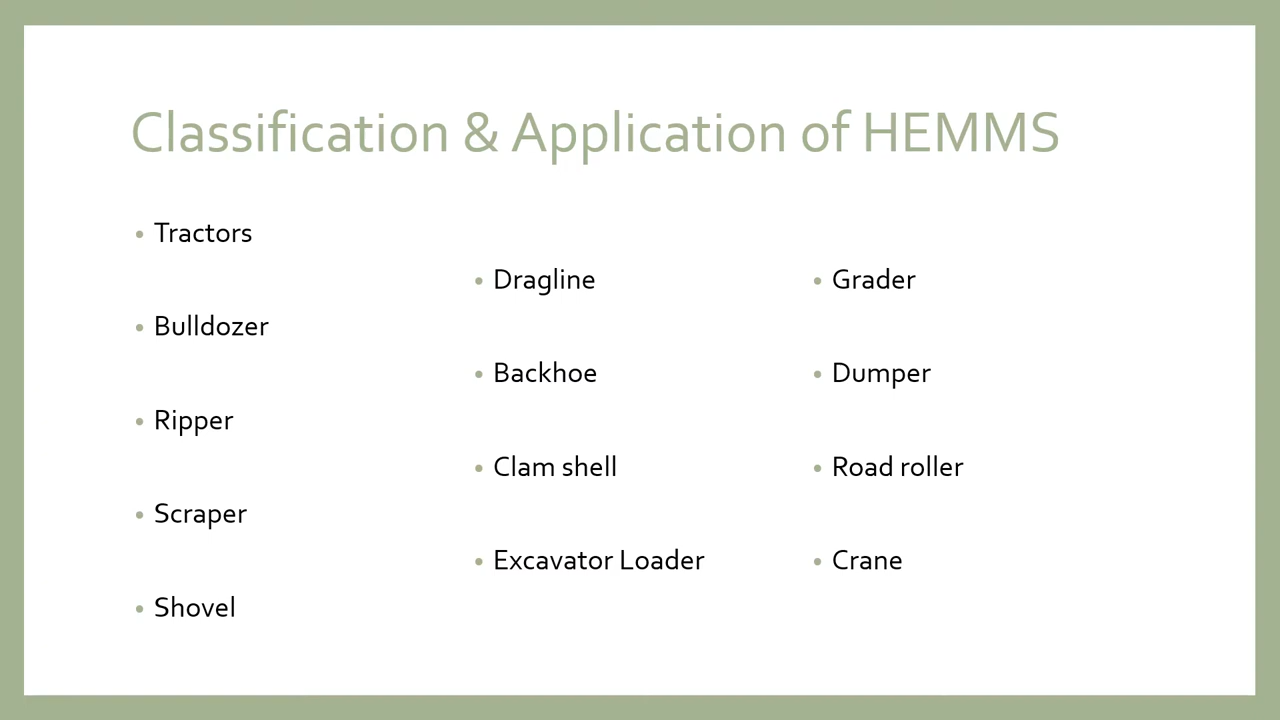 Classification & Application of HEMMS
• Tractors
• Bulldozer
• Ripper
• Scraper
• Shovel
• Dragline
• Backhoe
• Clam shell
• Excavator Loader
• Grader
• Dumper
• Road roller
• Crane